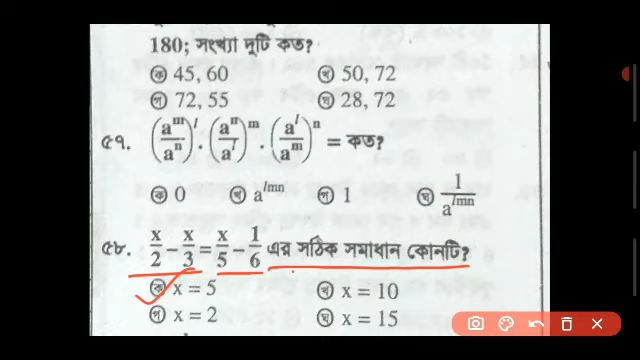 180; সংখ্যা দুটি কত?
ক 45, 60 খ 50, 72
গ 72, 55 ঘ 28, 72
৫৭. (a^m/a^n)^l . (a^n/a^l)^m . (a^l/a^m)^n = কত?
ক 0 খ a^lmn গ 1 ঘ 1/a^lmn
৫৮. x/2 − x/3 = x/5 − 1/6 এর সঠিক সমাধান কোনটি?
ক x = 5 খ x = 10
গ x = 2 ঘ x = 15